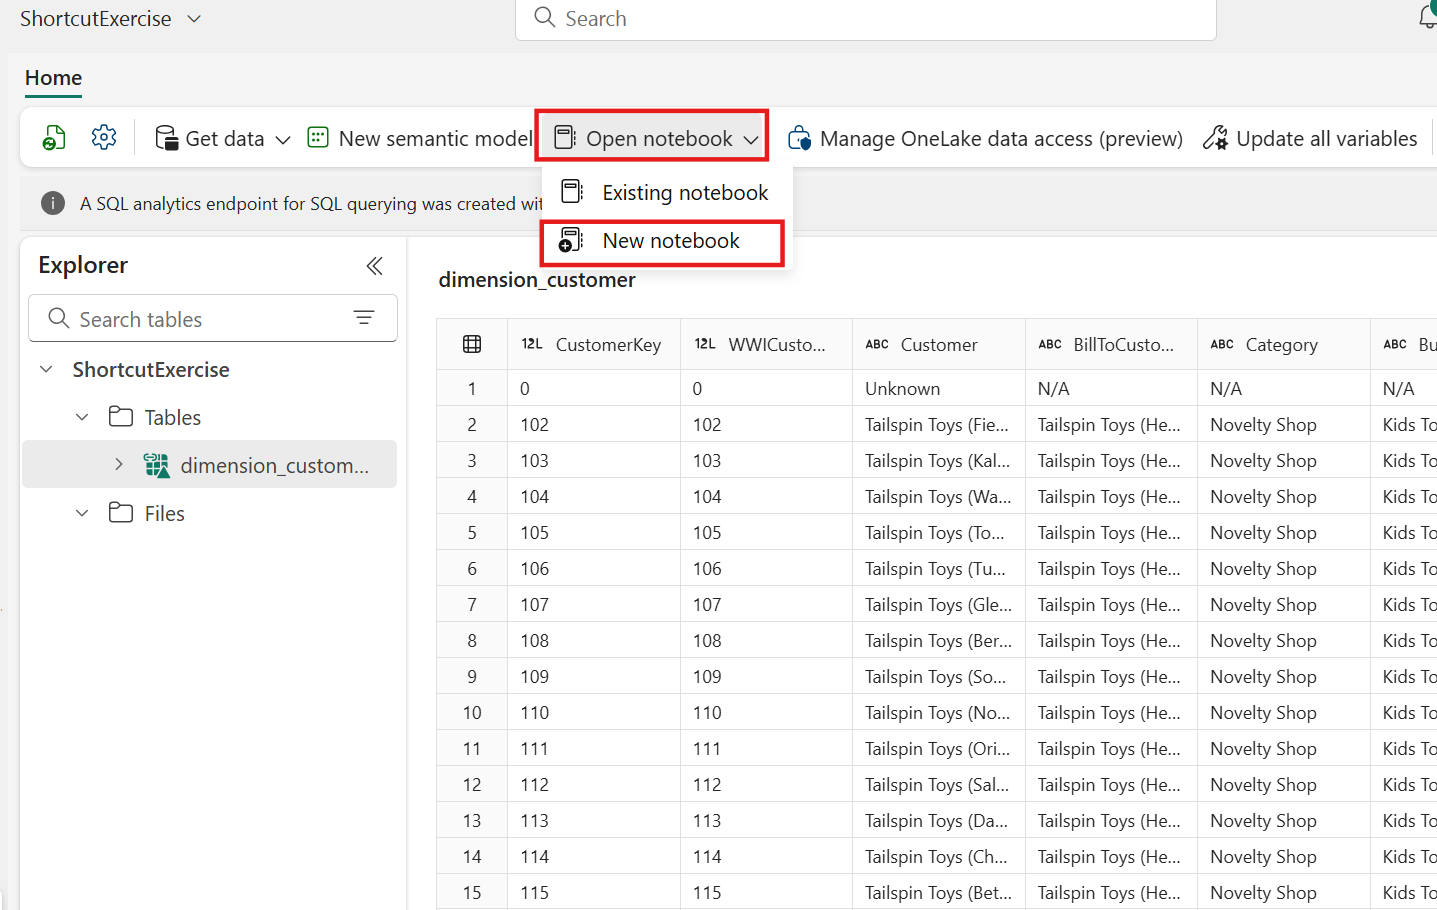 ShortcutExercise
Search
Home
Get data
New semantic model
Open notebook
Manage OneLake data access (preview)
Update all variables
Existing notebook
New notebook
A SQL analytics endpoint for SQL querying was created wit
Explorer
Search tables
ShortcutExercise
Tables
dimension_custom...
Files
dimension_customer
12L CustomerKey 12L WWICusto... ABC Customer ABC BillToCusto... ABC Category ABC Bu
1 0 0 Unknown N/A N/A N/A
2 102 102 Tailspin Toys (Fie... Tailspin Toys (He... Novelty Shop Kids To
3 103 103 Tailspin Toys (Kal... Tailspin Toys (He... Novelty Shop Kids To
4 104 104 Tailspin Toys (Wa... Tailspin Toys (He... Novelty Shop Kids To
5 105 105 Tailspin Toys (To... Tailspin Toys (He... Novelty Shop Kids To
6 106 106 Tailspin Toys (Tu... Tailspin Toys (He... Novelty Shop Kids To
7 107 107 Tailspin Toys (Gle... Tailspin Toys (He... Novelty Shop Kids To
8 108 108 Tailspin Toys (Ber... Tailspin Toys (He... Novelty Shop Kids To
9 109 109 Tailspin Toys (So... Tailspin Toys (He... Novelty Shop Kids To
10 110 110 Tailspin Toys (No... Tailspin Toys (He... Novelty Shop Kids To
11 111 111 Tailspin Toys (Ori... Tailspin Toys (He... Novelty Shop Kids To
12 112 112 Tailspin Toys (Sal... Tailspin Toys (He... Novelty Shop Kids To
13 113 113 Tailspin Toys (Da... Tailspin Toys (He... Novelty Shop Kids To
14 114 114 Tailspin Toys (Ch... Tailspin Toys (He... Novelty Shop Kids To
15 115 115 Tailspin Toys (Bet... Tailspin Toys (He... Novelty Shop Kids To